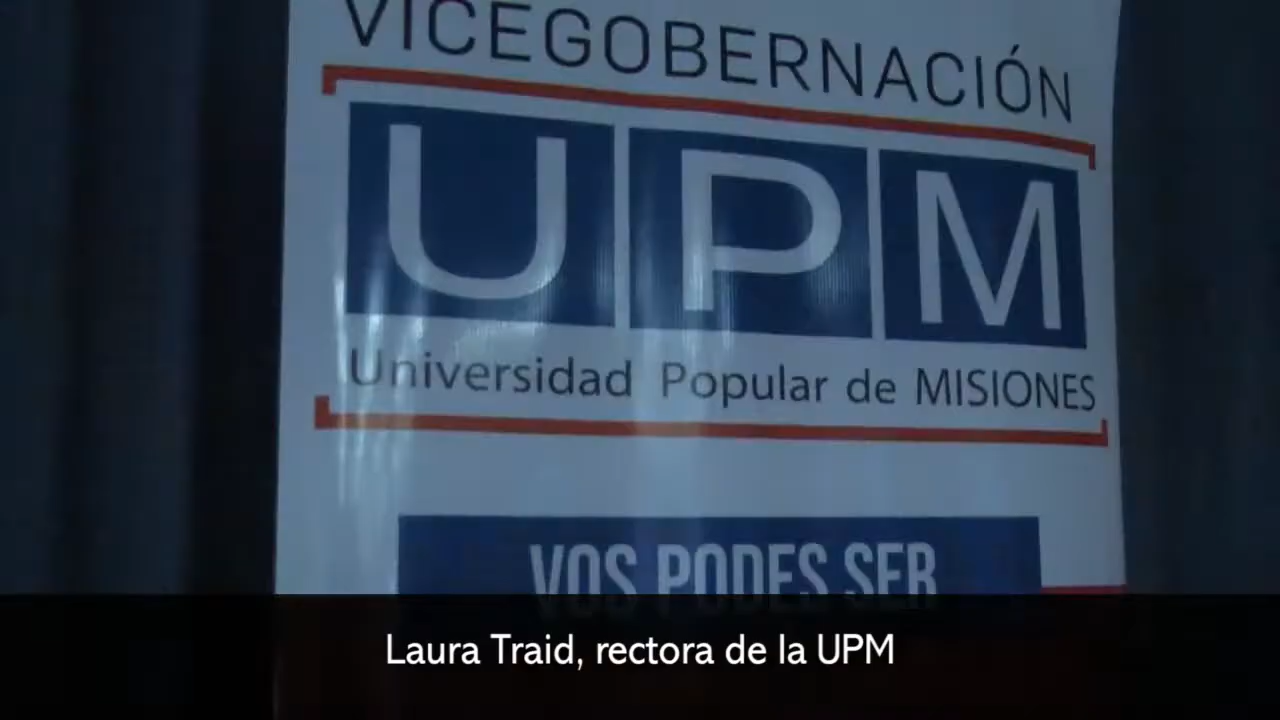 VICEGOBERNACIÓN
UPM
Universidad Popular de MISIONES
VOS PODES SER
Laura Traid, rectora de la UPM